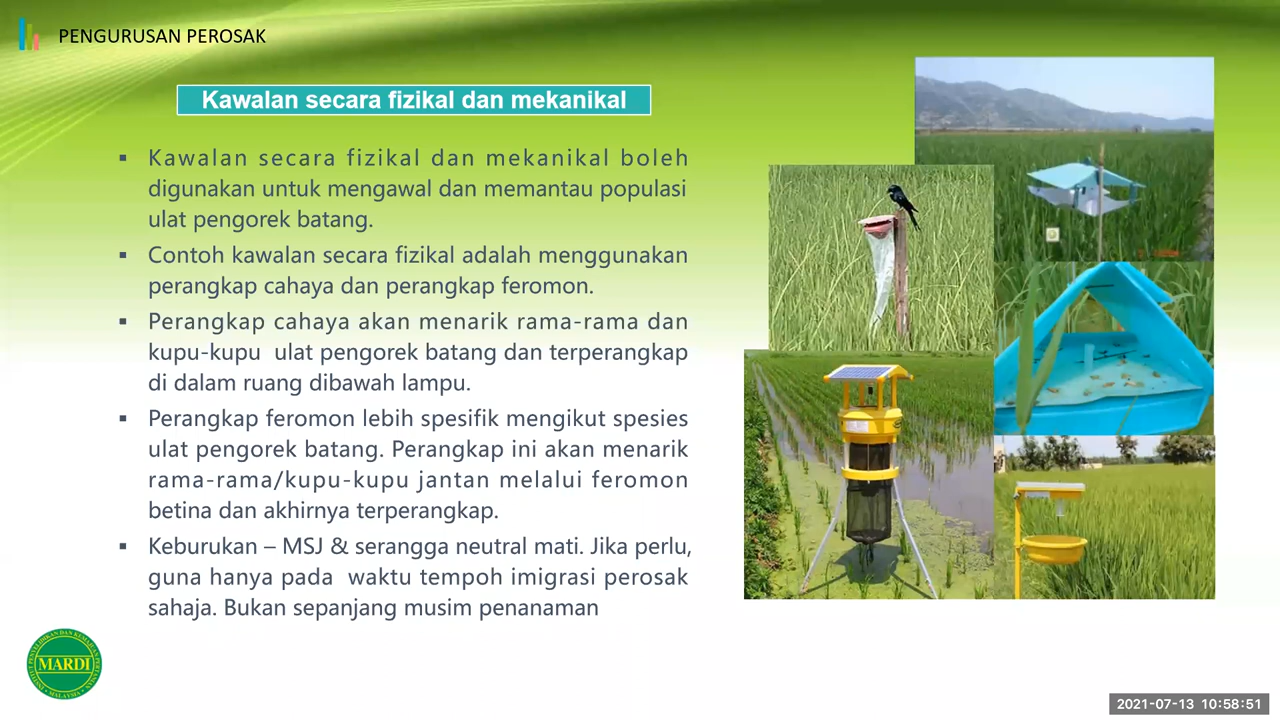 PENGURUSAN PEROSAK
Kawalan secara fizikal dan mekanikal
▪ Kawalan secara fizikal dan mekanikal boleh
digunakan untuk mengawal dan memantau populasi
ulat pengorek batang.
▪ Contoh kawalan secara fizikal adalah menggunakan
perangkap cahaya dan perangkap feromon.
▪ Perangkap cahaya akan menarik rama-rama dan
kupu-kupu ulat pengorek batang dan terperangkap
di dalam ruang dibawah lampu.
▪ Perangkap feromon lebih spesifik mengikut spesies
ulat pengorek batang. Perangkap ini akan menarik
rama-rama/kupu-kupu jantan melalui feromon
betina dan akhirnya terperangkap.
▪ Keburukan – MSJ & serangga neutral mati. Jika perlu,
guna hanya pada waktu tempoh imigrasi perosak
sahaja. Bukan sepanjang musim penanaman
MARDI
2021-07-13 10:58:51